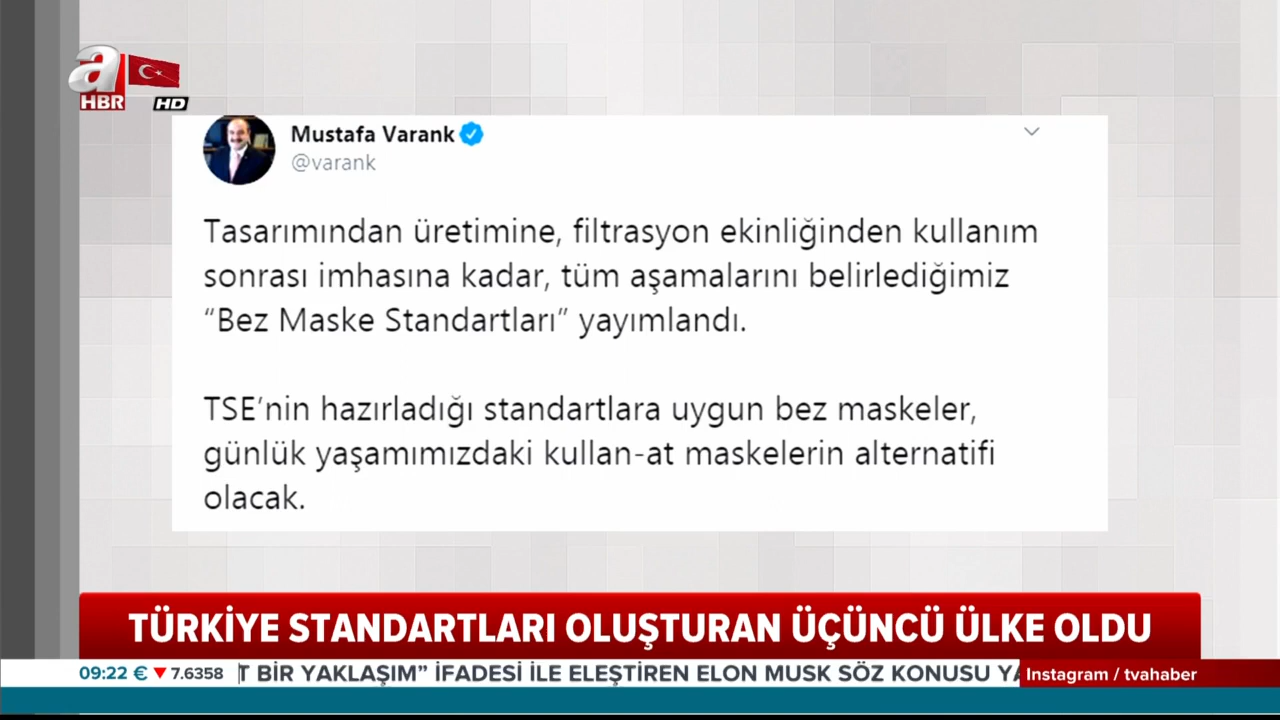 a
HBR
HD
Mustafa Varank
@varank
Tasarımından üretimine, filtrasyon ekinliğinden kullanım
sonrası imhasına kadar, tüm aşamalarını belirlediğimiz
“Bez Maske Standartları” yayımlandı.
TSE’nin hazırladığı standartlara uygun bez maskeler,
günlük yaşamımızdaki kullan-at maskelerin alternatifi
olacak.
TÜRKİYE STANDARTLARI OLUŞTURAN ÜÇÜNCÜ ÜLKE OLDU
09:22 € ▼ 7.6358 T BİR YAKLAŞIM” İFADESİ İLE ELEŞTİREN ELON MUSK SÖZ KONUSU YA Instagram / tvahaber